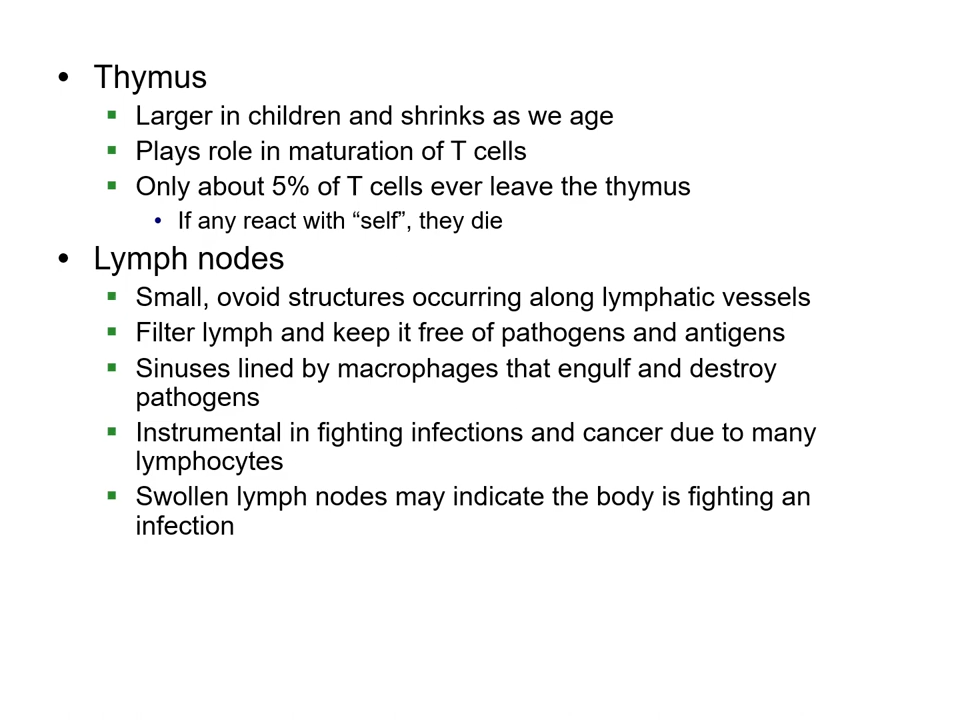 • Thymus
▪ Larger in children and shrinks as we age
▪ Plays role in maturation of T cells
▪ Only about 5% of T cells ever leave the thymus
• If any react with “self”, they die
• Lymph nodes
▪ Small, ovoid structures occurring along lymphatic vessels
▪ Filter lymph and keep it free of pathogens and antigens
▪ Sinuses lined by macrophages that engulf and destroy
pathogens
▪ Instrumental in fighting infections and cancer due to many
lymphocytes
▪ Swollen lymph nodes may indicate the body is fighting an
infection